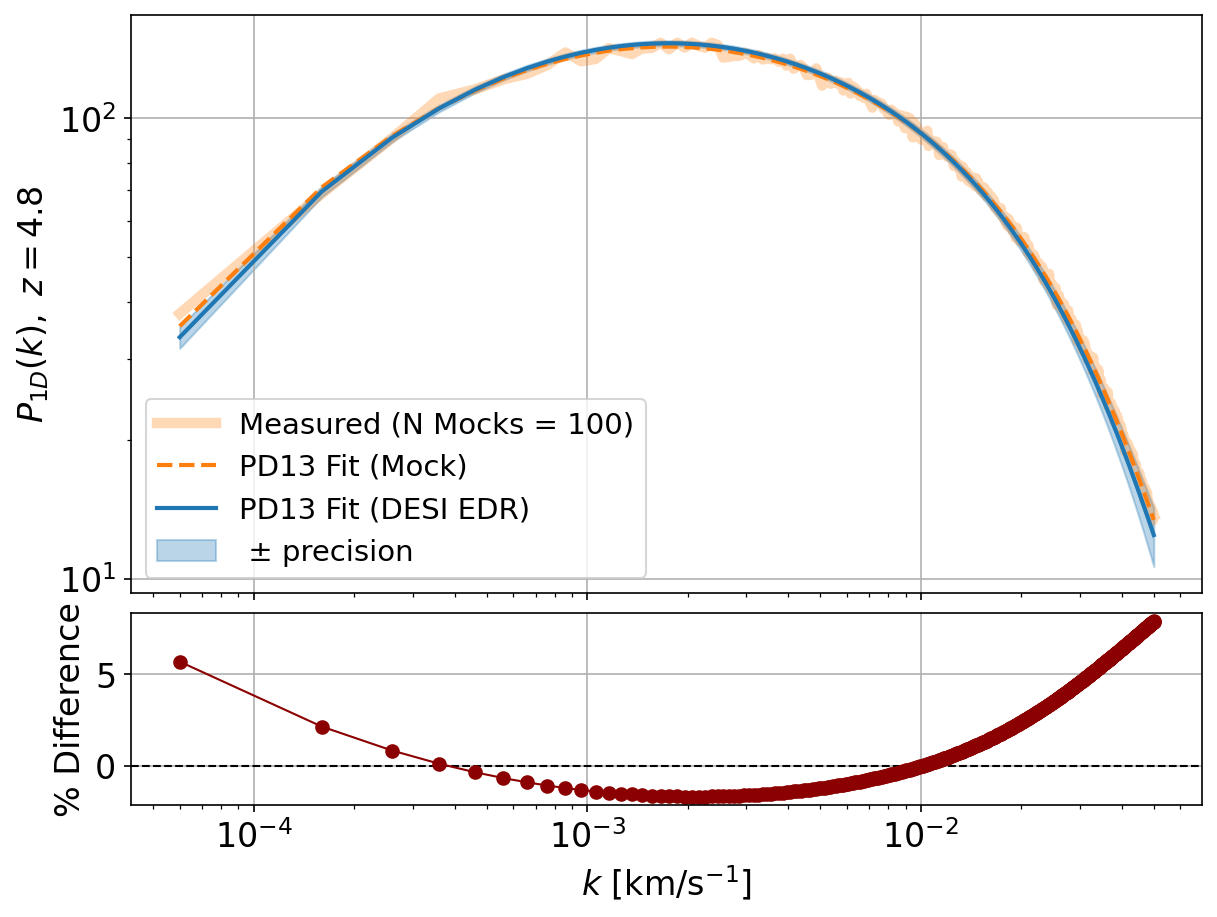 10²
10¹
P₁D(k), z = 4.8
Measured (N Mocks = 100)
PD13 Fit (Mock)
PD13 Fit (DESI EDR)
± precision
5
0
% Difference
10⁻⁴ 10⁻³ 10⁻²
k [km/s⁻¹]